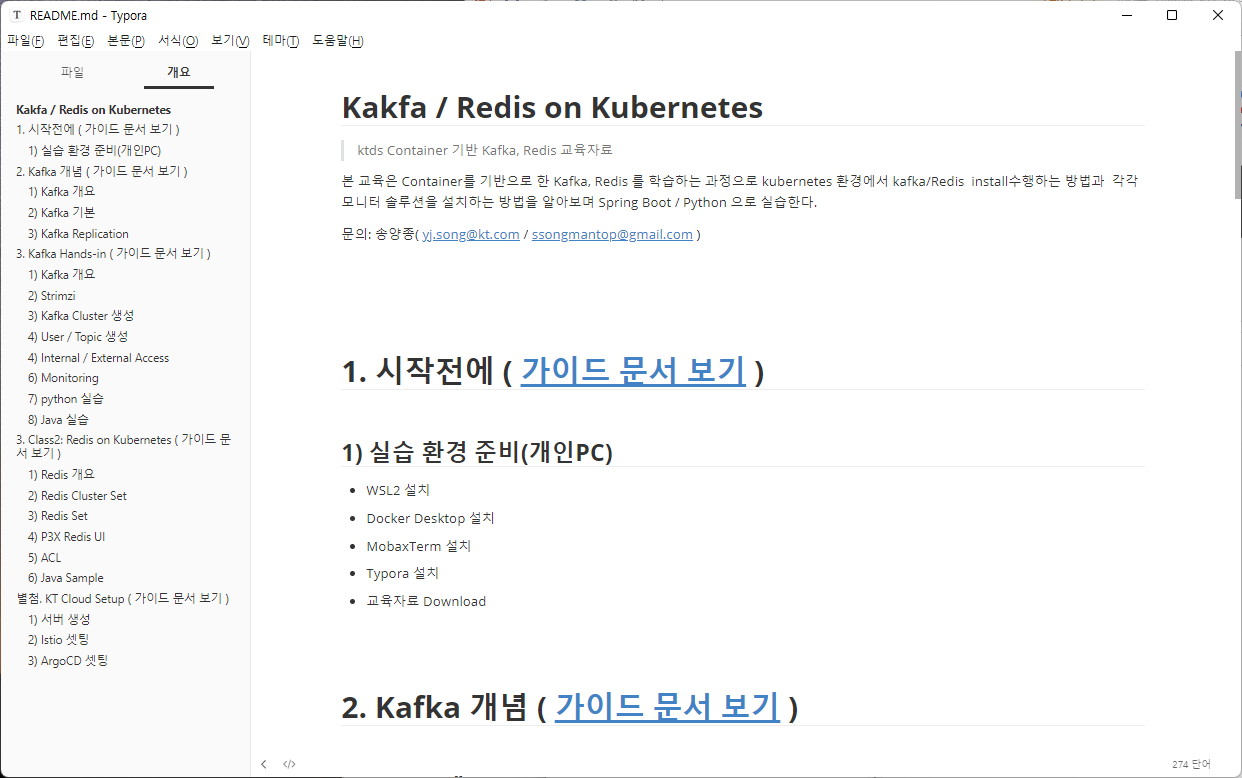 README.md - Typora
파일(F) 편집(E) 본문(P) 서식(O) 보기(V) 테마(T) 도움말(H)
파일 개요
Kakfa / Redis on Kubernetes
1. 시작전에 ( 가이드 문서 보기 )
1) 실습 환경 준비(개인PC)
2. Kafka 개념 ( 가이드 문서 보기 )
1) Kafka 개요
2) Kafka 기본
3) Kafka Replication
3. Kafka Hands-in ( 가이드 문서 보기 )
1) Kafka 개요
2) Strimzi
3) Kafka Cluster 생성
4) User / Topic 생성
4) Internal / External Access
6) Monitoring
7) python 실습
8) Java 실습
3. Class2: Redis on Kubernetes ( 가이드 문
서 보기 )
1) Redis 개요
2) Redis Cluster Set
3) Redis Set
4) P3X Redis UI
5) ACL
6) Java Sample
별첨. KT Cloud Setup ( 가이드 문서 보기 )
1) 서버 생성
2) Istio 셋팅
3) ArgoCD 셋팅
Kakfa / Redis on Kubernetes
ktds Container 기반 Kafka, Redis 교육자료
본 교육은 Container를 기반으로 한 Kafka, Redis 를 학습하는 과정으로 kubernetes 환경에서 kafka/Redis install수행하는 방법과 각각
모니터 솔루션을 설치하는 방법을 알아보며 Spring Boot / Python 으로 실습한다.
문의: 송양종( yj.song@kt.com / ssongmantop@gmail.com )
1. 시작전에 ( 가이드 문서 보기 )
1) 실습 환경 준비(개인PC)
• WSL2 설치
• Docker Desktop 설치
• MobaxTerm 설치
• Typora 설치
• 교육자료 Download
2. Kafka 개념 ( 가이드 문서 보기 )
274 단어